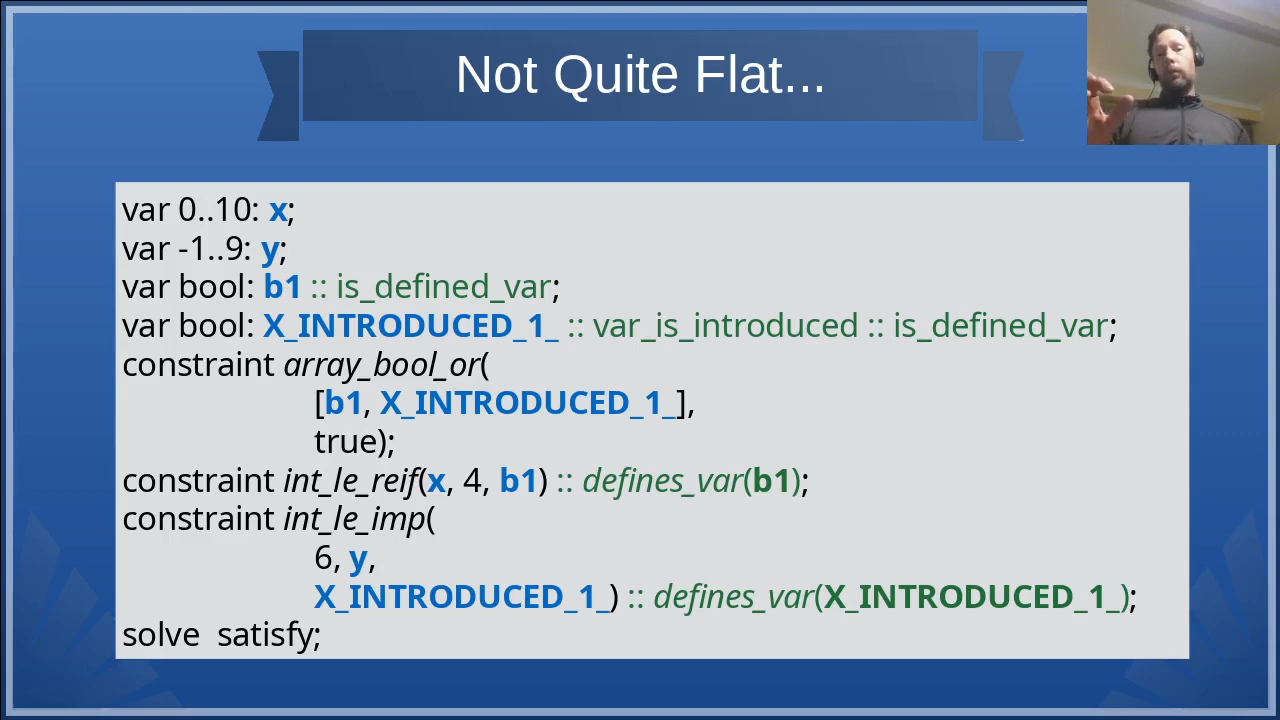 Not Quite Flat...
var 0..10: x;
var -1..9: y;
var bool: b1 :: is_defined_var;
var bool: X_INTRODUCED_1_ :: var_is_introduced :: is_defined_var;
constraint array_bool_or(
[b1, X_INTRODUCED_1_],
true);
constraint int_le_reif(x, 4, b1) :: defines_var(b1);
constraint int_le_imp(
6, y,
X_INTRODUCED_1_) :: defines_var(X_INTRODUCED_1_);
solve satisfy;